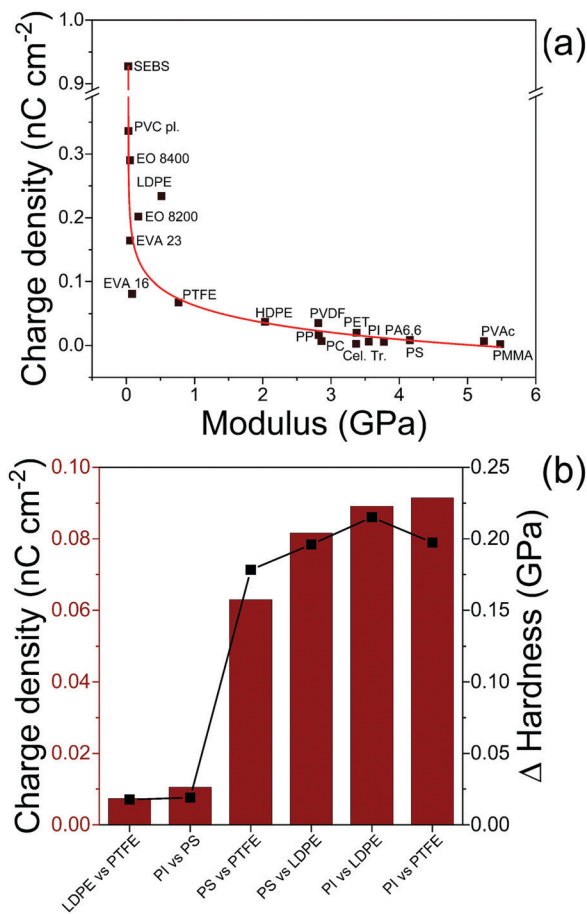 (a)
Charge density (nC cm⁻²)
0.9
0.3
0.2
0.1
0.0
SEBS
PVC pl.
EO 8400
LDPE
EO 8200
EVA 23
EVA 16
PTFE
HDPE
PVDF
PP
PC
PET
Cel. Tr.
PI
PA6,6
PS
PVAc
PMMA
0 1 2 3 4 5 6
Modulus (GPa)
(b)
Charge density (nC cm⁻²)
0.10
0.08
0.06
0.04
0.02
0.00
0.25
0.20
0.15
0.10
0.05
0.00
Δ Hardness (GPa)
LDPE vs PTFE
PI vs PS
PS vs PTFE
PS vs LDPE
PI vs LDPE
PI vs PTFE